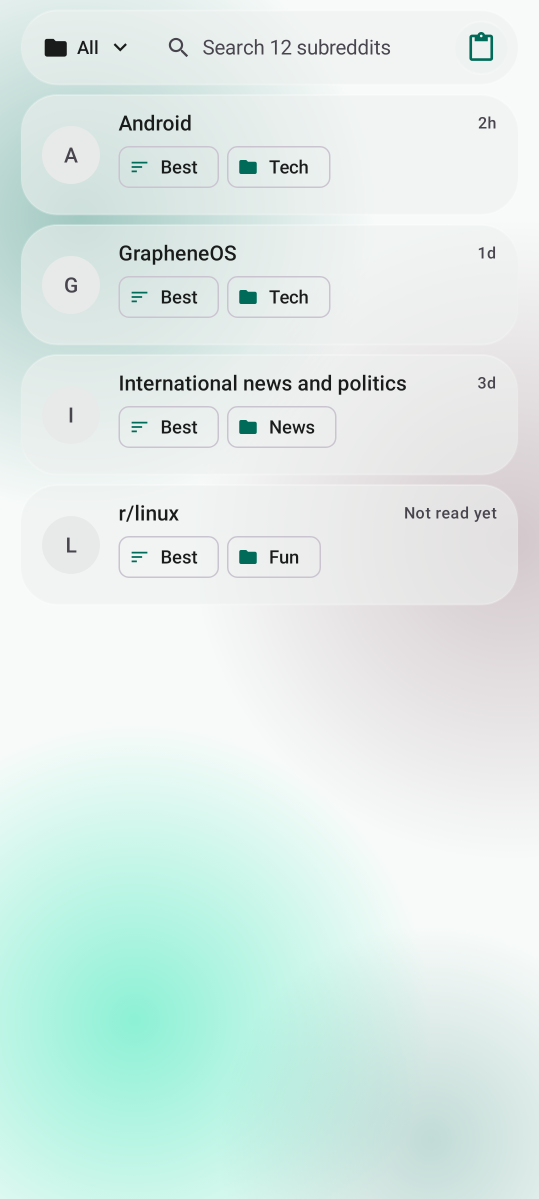 All Search 12 subreddits
Android 2h
A
Best Tech
GrapheneOS 1d
G
Best Tech
International news and politics 3d
I
Best News
r/linux Not read yet
L
Best Fun